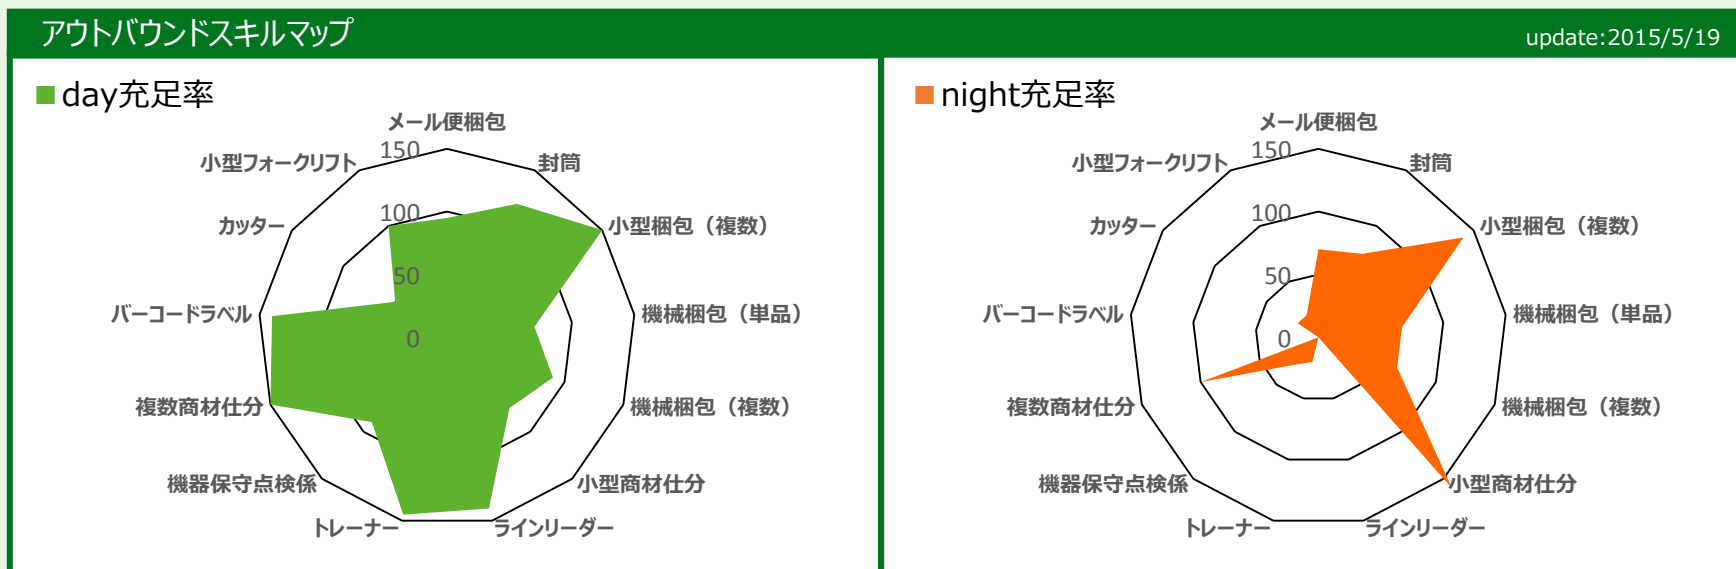 アウトバウンドスキルマップ
update:2015/5/19
■day充足率
メール便梱包
封筒
小型梱包（複数）
機械梱包（単品）
機械梱包（複数）
小型商材仕分
ラインリーダー
トレーナー
機器保守点検係
複数商材仕分
バーコードラベル
カッター
小型フォークリフト
150
100
50
0
■night充足率
メール便梱包
封筒
小型梱包（複数）
機械梱包（単品）
機械梱包（複数）
小型商材仕分
ラインリーダー
トレーナー
機器保守点検係
複数商材仕分
バーコードラベル
カッター
小型フォークリフト
150
100
50
0